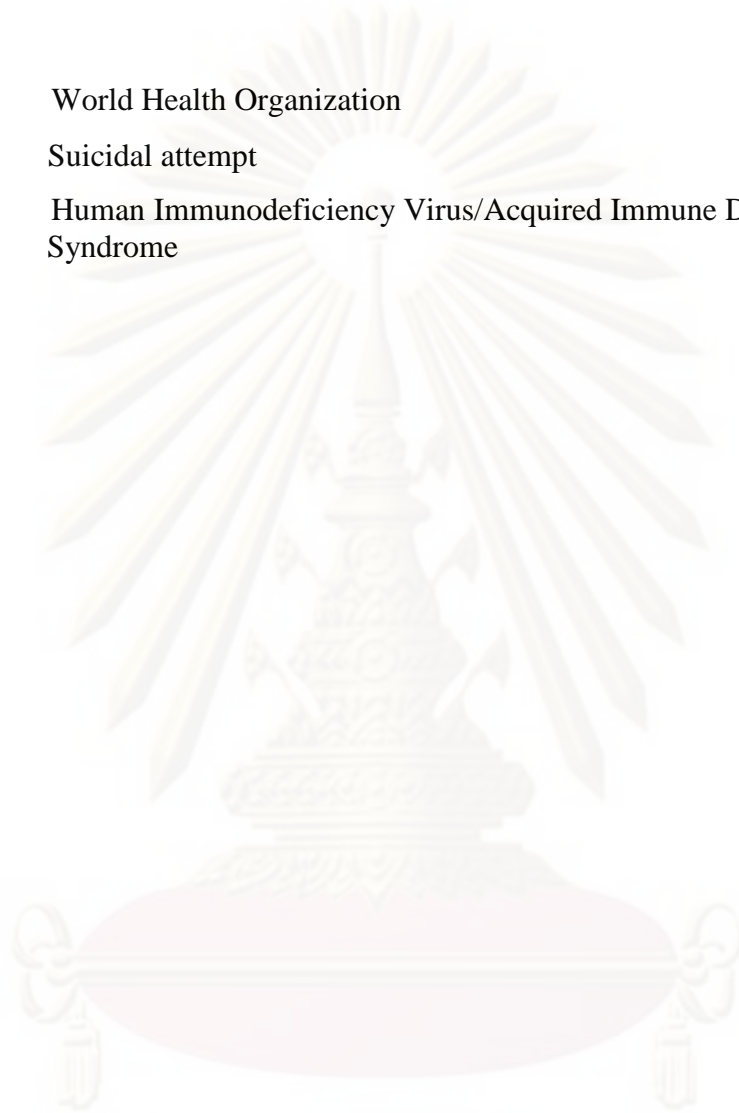 World Health Organization
Suicidal attempt
Human Immunodeficiency Virus/Acquired Immune D
Syndrome